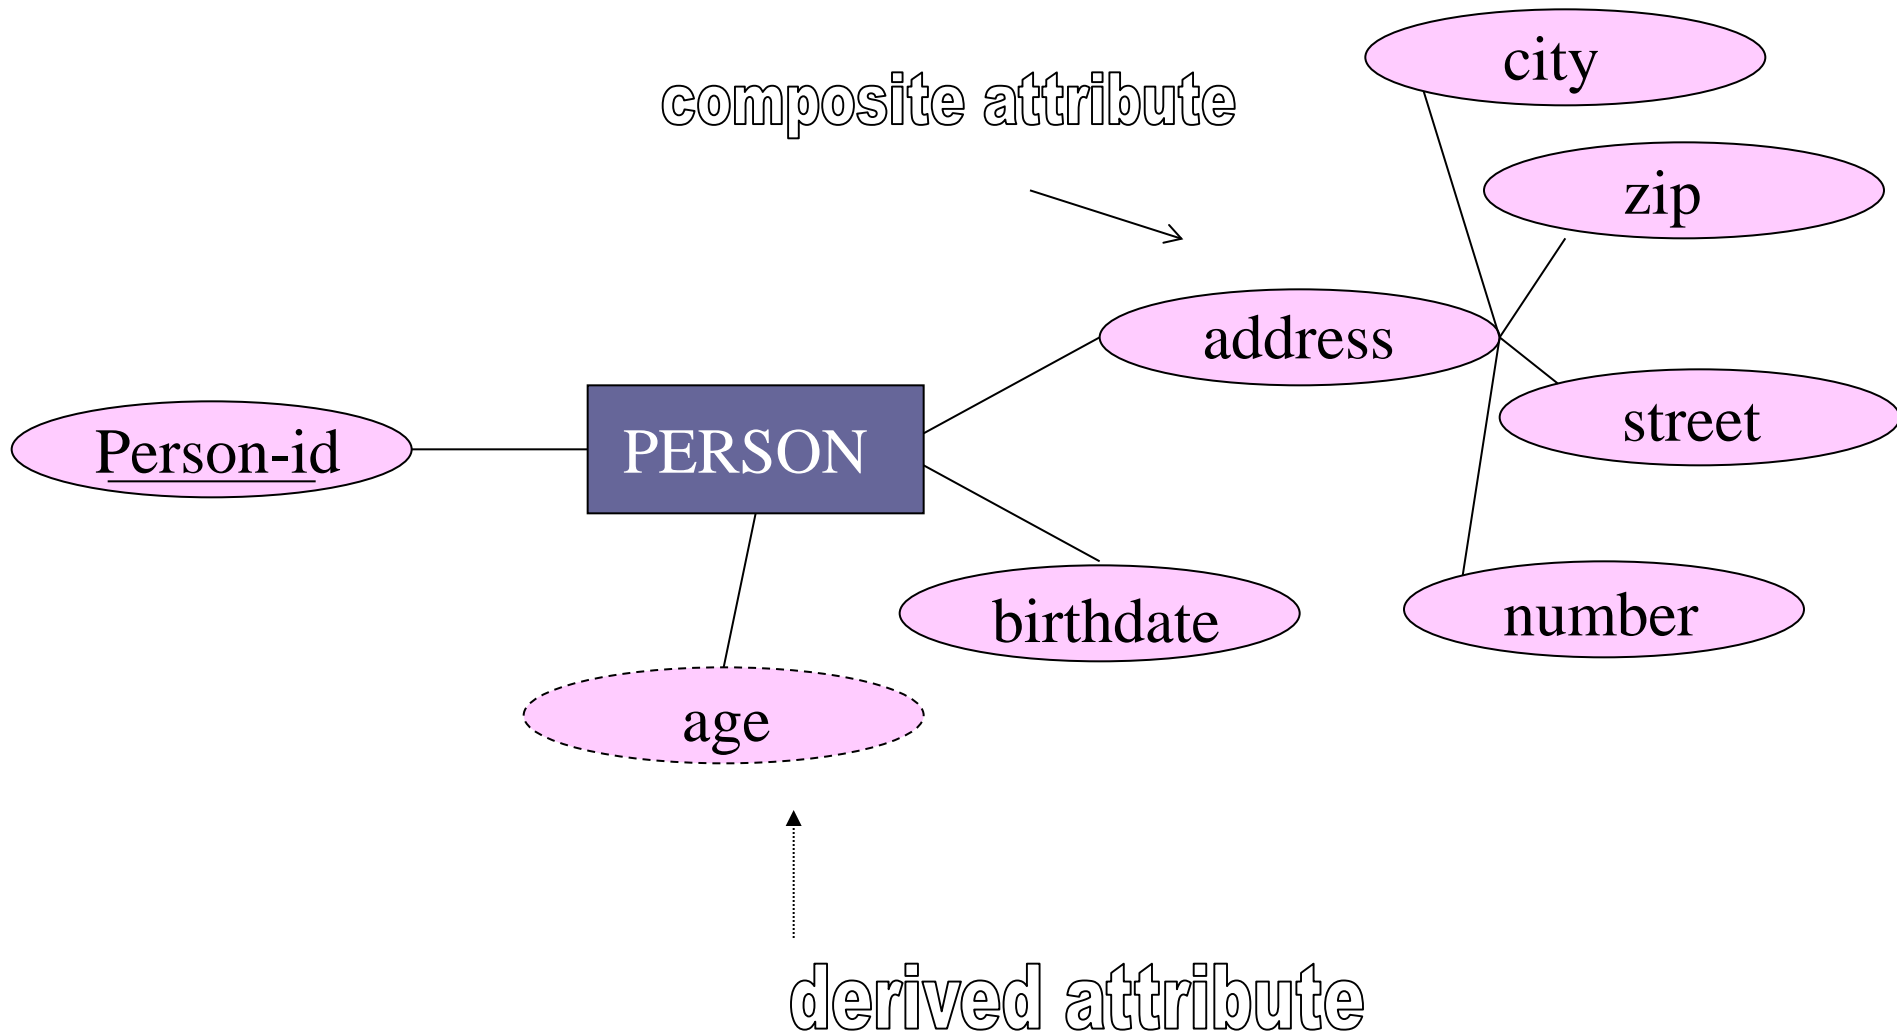 city
composite attribute
zip
address
street
Person-id
PERSON
birthdate
number
age
derived attribute